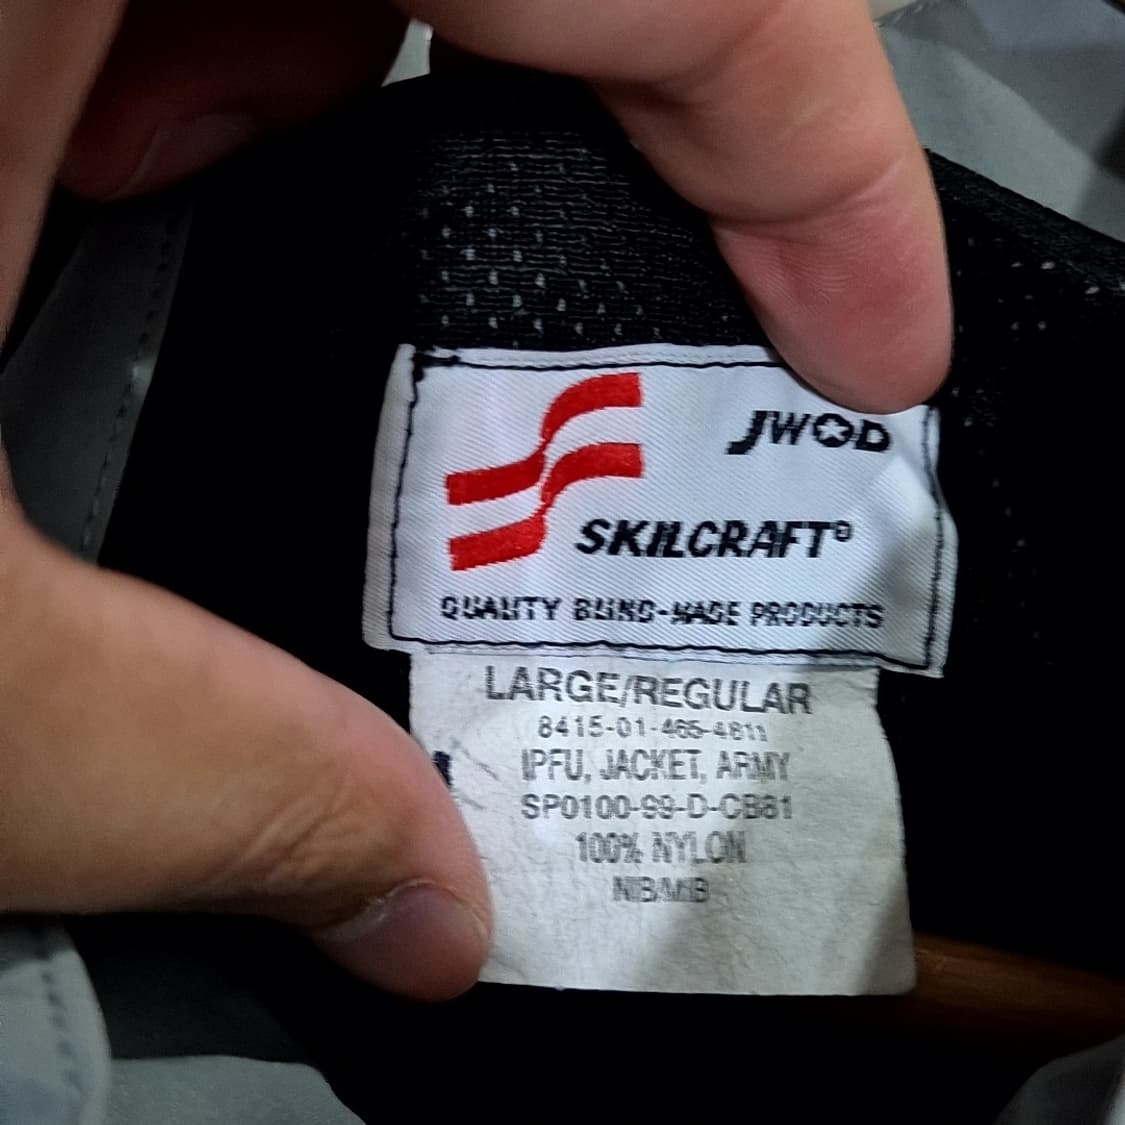 JWOD
SKILCRAFT®
QUALITY BLIND-MADE PRODUCTS
LARGE/REGULAR
8415-01-465-4811
IPFU, JACKET, ARMY
SP0100-99-D-CB81
100% NYLON
NIB/MIB